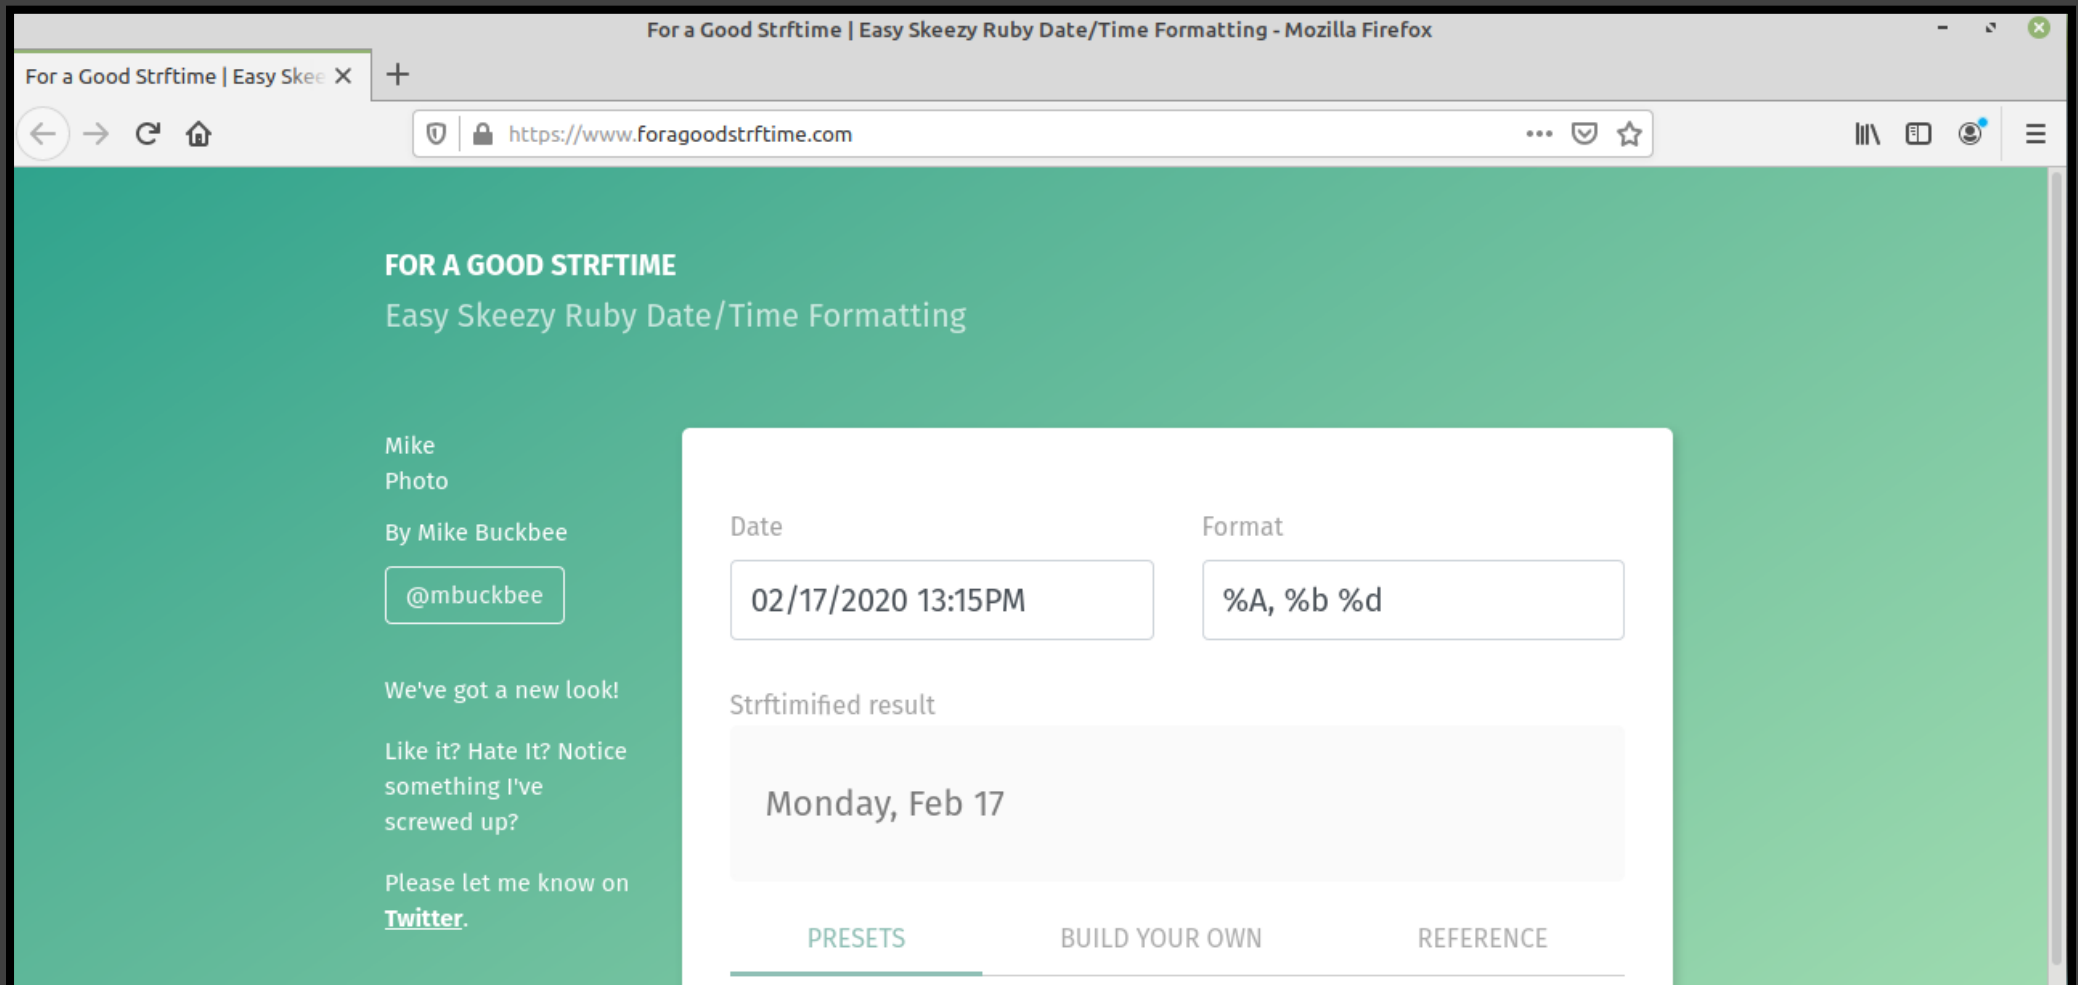 For a Good Strftime | Easy Skeezy Ruby Date/Time Formatting - Mozilla Firefox
For a Good Strftime | Easy Skee
https://www.foragoodstrftime.com
FOR A GOOD STRFTIME
Easy Skeezy Ruby Date/Time Formatting
Mike
Photo
By Mike Buckbee
@mbuckbee
We've got a new look!
Like it? Hate It? Notice
something I've
screwed up?
Please let me know on
Twitter.
Date
Format
02/17/2020 13:15PM
%A, %b %d
Strftimified result
Monday, Feb 17
PRESETS
BUILD YOUR OWN
REFERENCE